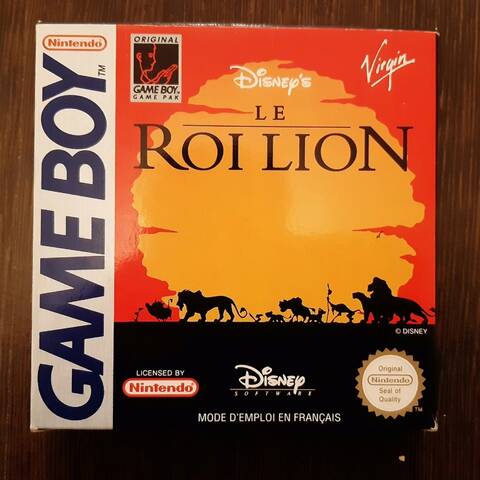 GAME BOY™
Nintendo
ORIGINAL
GAME BOY
GAME PAK
DISNEY'S
Virgin
LE
ROI LION
© DISNEY
LICENSED BY
Nintendo
Disney
SOFTWARE
MODE D'EMPLOI EN FRANÇAIS
Original
Nintendo
Seal of
Quality
TM